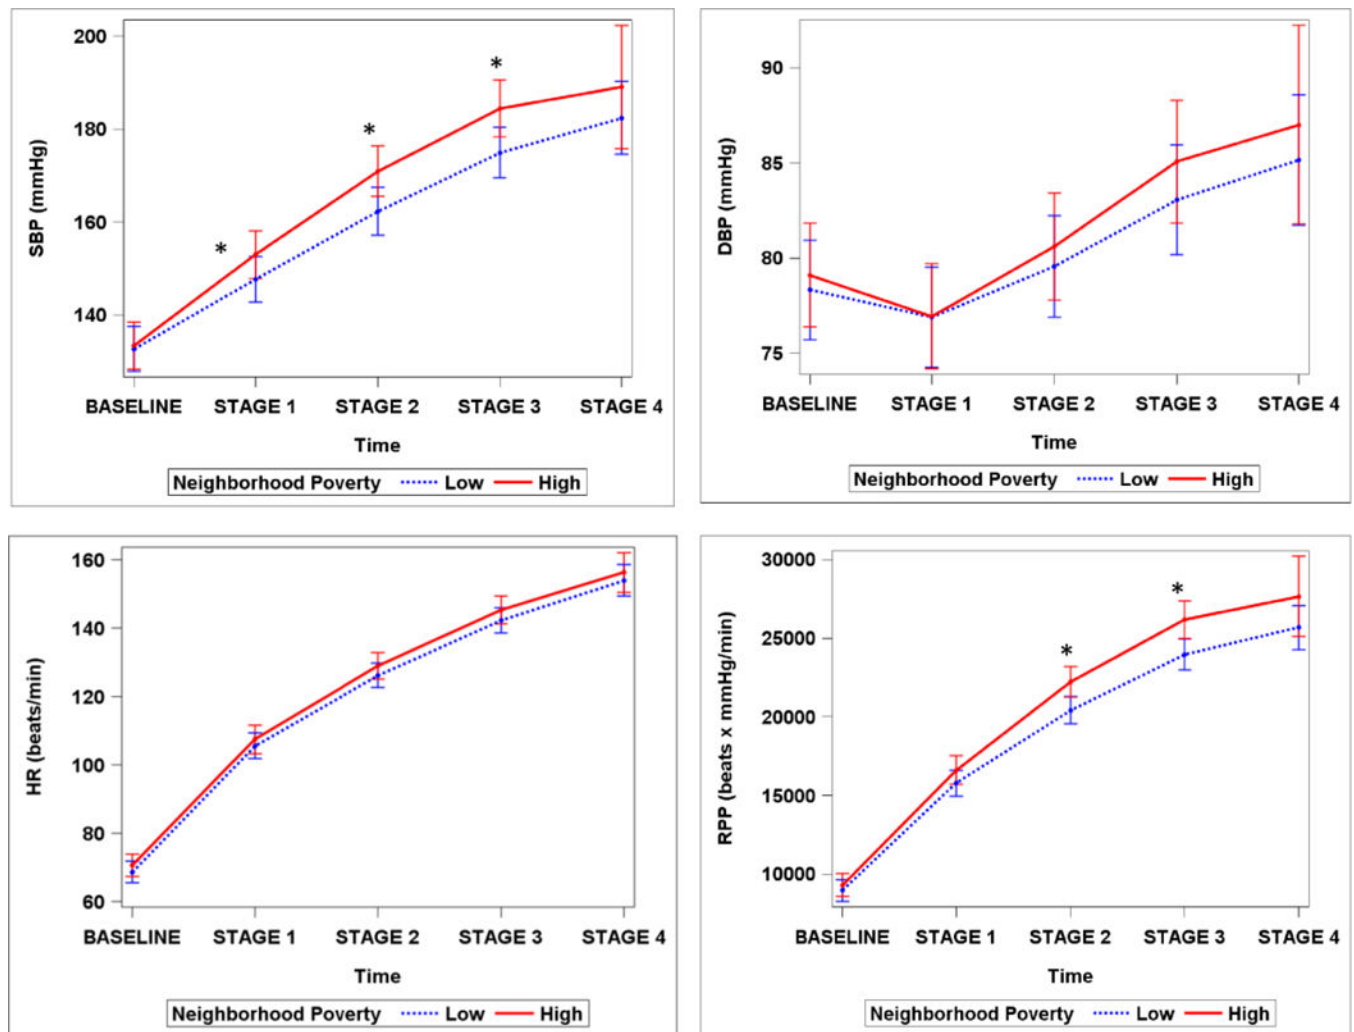 SBP (mmHg)
200
180
160
140
*
*
*
BASELINE STAGE 1 STAGE 2 STAGE 3 STAGE 4
Time
Neighborhood Poverty Low High
DBP (mmHg)
90
85
80
75
BASELINE STAGE 1 STAGE 2 STAGE 3 STAGE 4
Time
Neighborhood Poverty Low High
HR (beats/min)
160
140
120
100
80
60
BASELINE STAGE 1 STAGE 2 STAGE 3 STAGE 4
Time
Neighborhood Poverty Low High
RPP (beats x mmHg/min)
30000
25000
20000
15000
10000
*
*
BASELINE STAGE 1 STAGE 2 STAGE 3 STAGE 4
Time
Neighborhood Poverty Low High